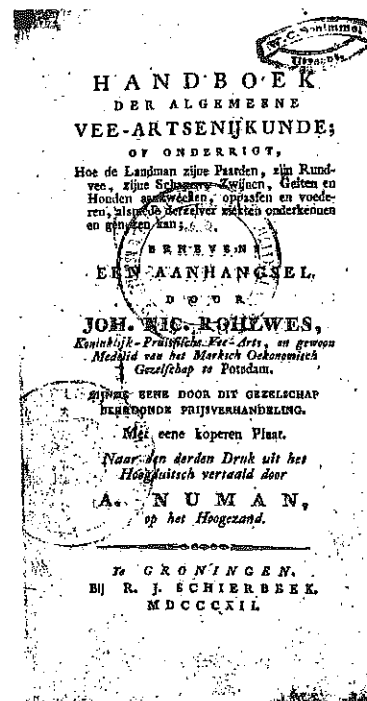 W. C. Schimmel
Utrecht.
HANDBOEK
DER ALGEMEENE
VEE-ARTSENIJKUNDE;
OF ONDERRIGT,
Hoe de Landman zijne Paarden, zijn Rund-
vee, zijne Schapen, Zwijnen, Geiten en
Honden aankweeken, oppassen en voede-
ren, alsmede derzelver ziekten onderkennen
en genezen kan;
BENEVENS
EEN AANHANGSEL.
DOOR
JOH. NIC. ROHLWES,
Koninklijk-Pruissische Vee-Arts, en gewoon
Medelid van het Marksch Oekonomisch
Gezelschap te Potsdam.
ZIJNDE EENE DOOR DIT GEZELSCHAP
BEKROONDE PRIJSVERHANDELING.
Met eene koperen Plaat.
Naar den derden Druk uit het
Hoogduitsch vertaald door
A. NUMAN,
op het Hoogezand.
Te GRONINGEN,
Bij R. J. SCHIERBEEK.
MDCCCXII.